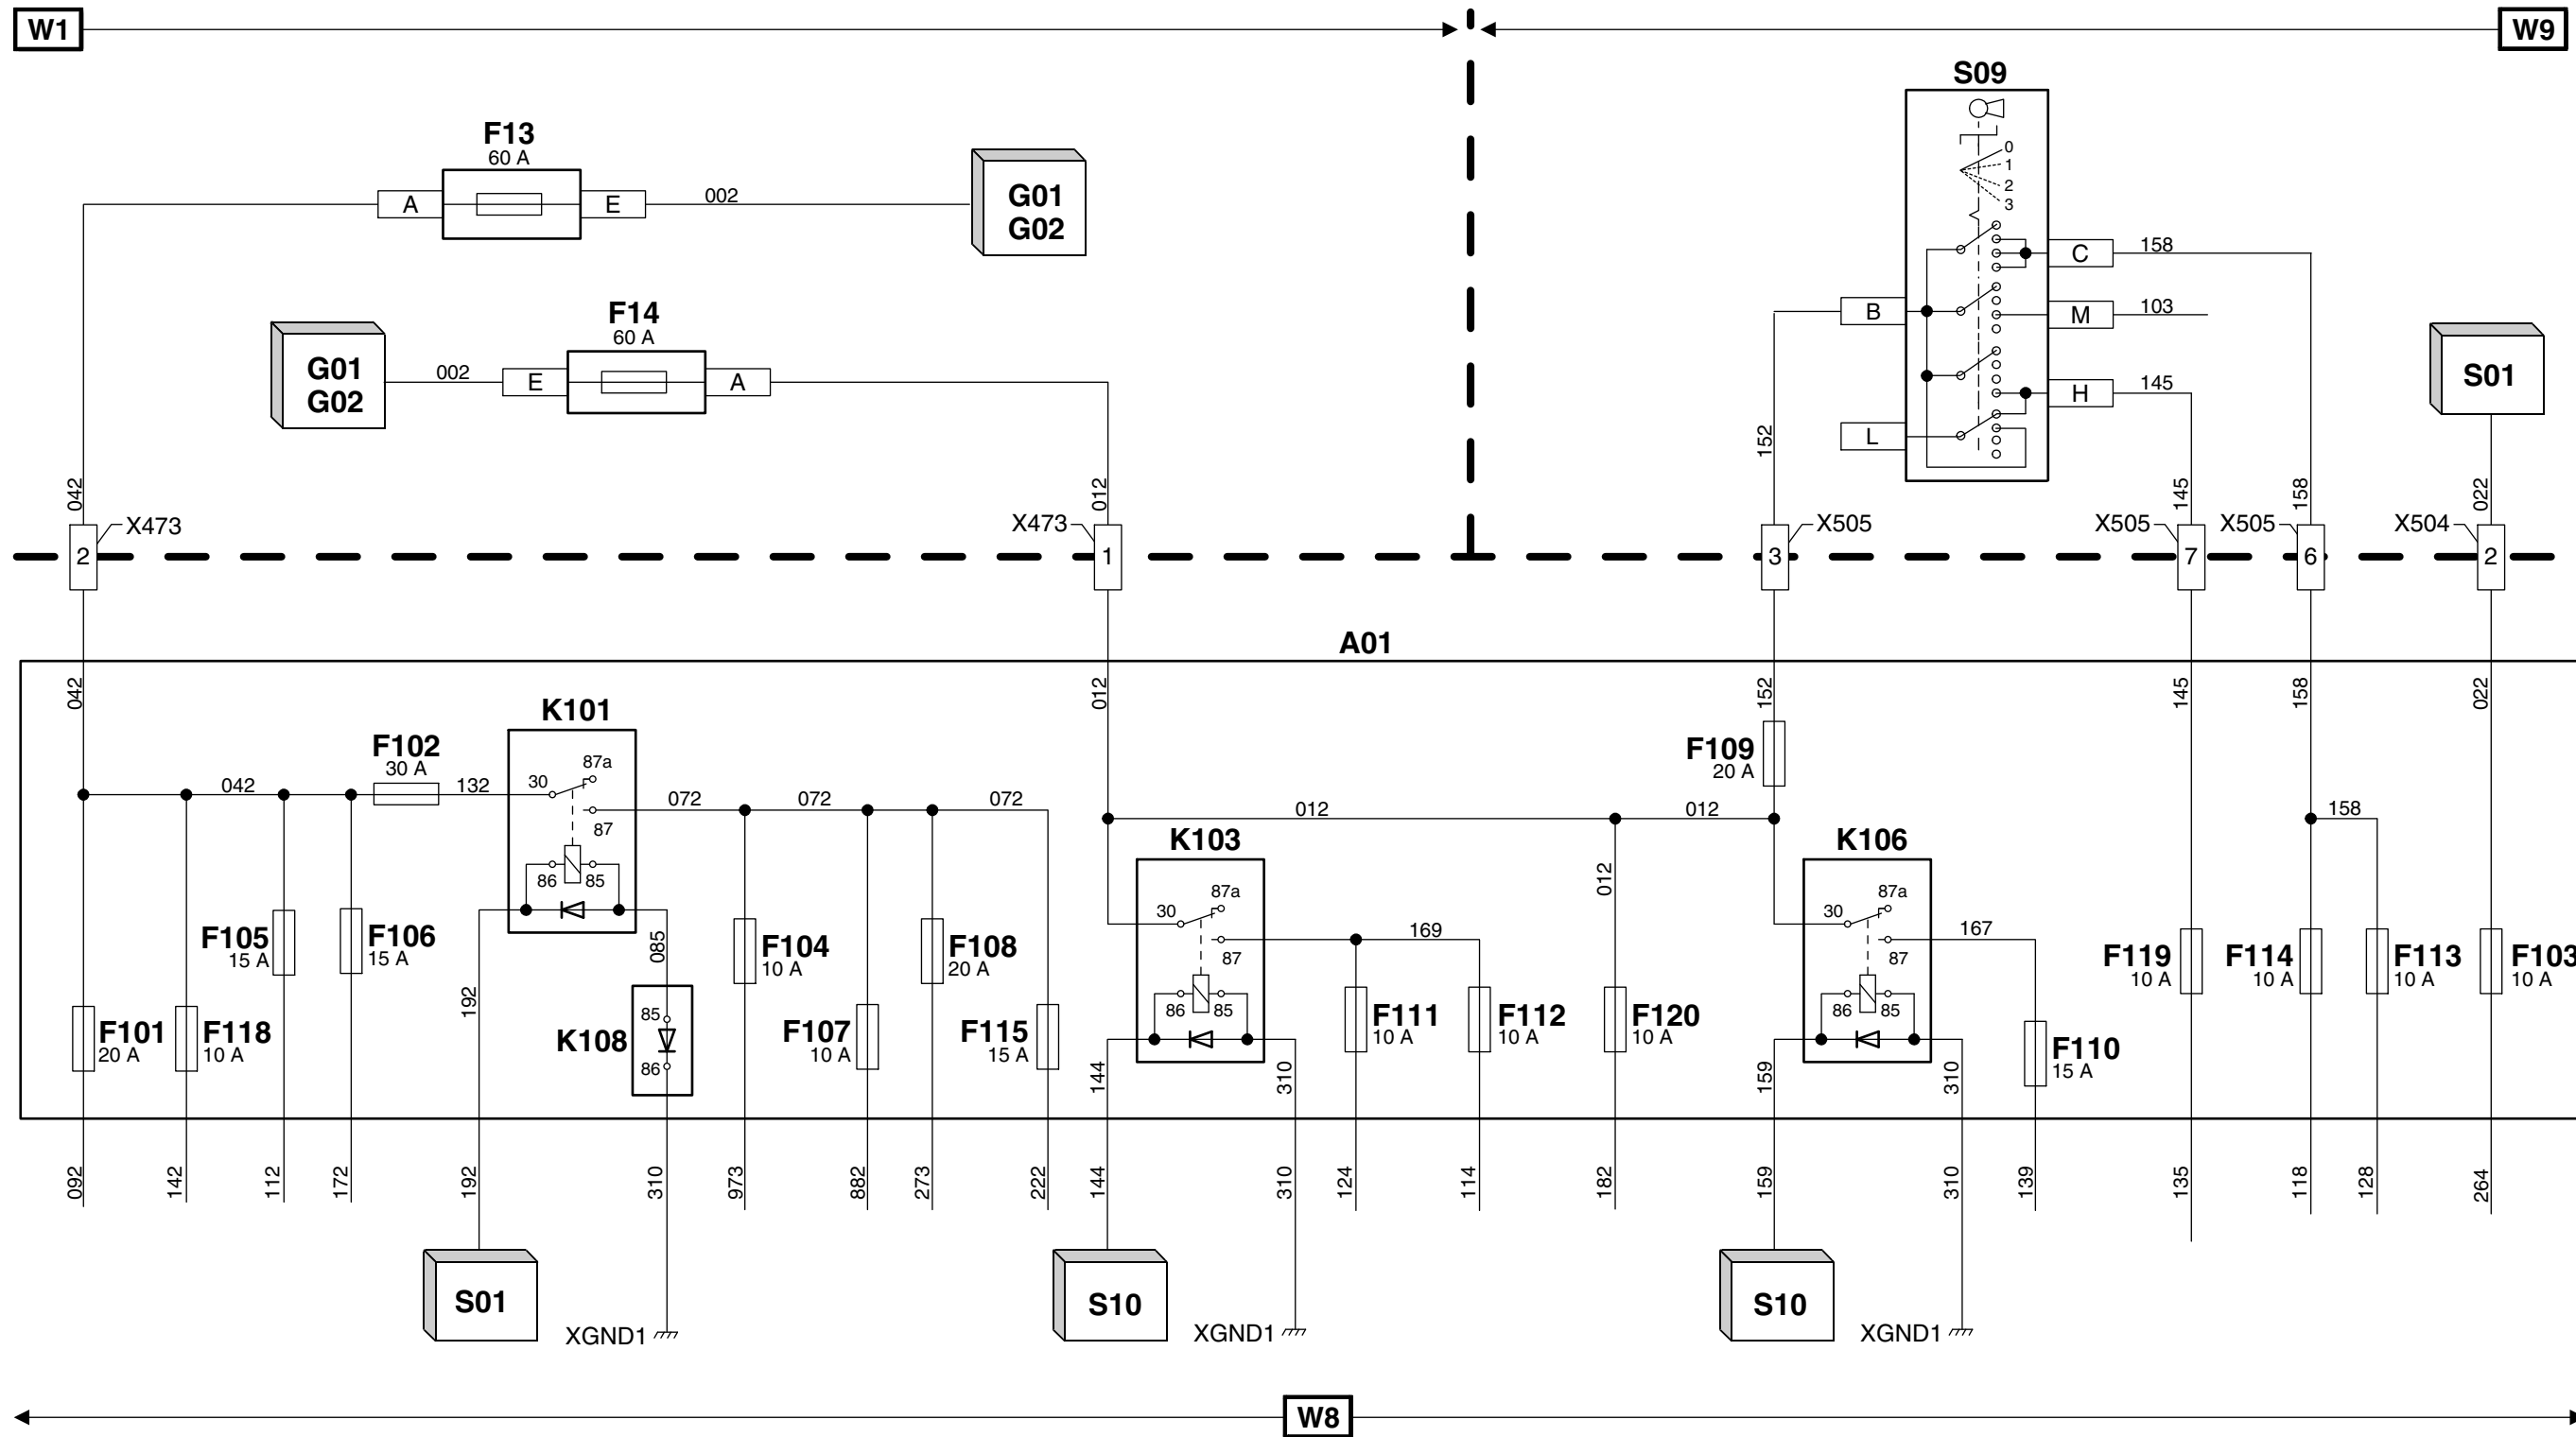 W1
W9
S09
0
1
2
3
F13
60 A
A
E
002
G01
G02
F14
60 A
G01
G02
002
E
A
B
L
C
M
H
158
103
145
S01
042
012
152
145
158
022
X473
X473
X505
X505
X505
X504
2
1
3
7
6
2
A01
042
012
152
145
158
022
K101
F102
30 A
042
132
30
87a
87
86
85
072
072
072
F109
20 A
012
012
012
158
K103
30
87a
87
86
85
169
K106
30
87a
87
86
85
167
F101
20 A
F118
10 A
F105
15 A
F106
15 A
192
085
K108
85
86
F104
10 A
F107
10 A
F108
20 A
F115
15 A
144
310
F111
10 A
F112
10 A
F120
10 A
159
310
F110
15 A
F119
10 A
F114
10 A
F113
10 A
F103
10 A
092
142
112
172
192
310
973
882
273
222
144
310
124
114
182
159
310
139
135
118
128
264
S01
XGND1
S10
XGND1
S10
XGND1
W8